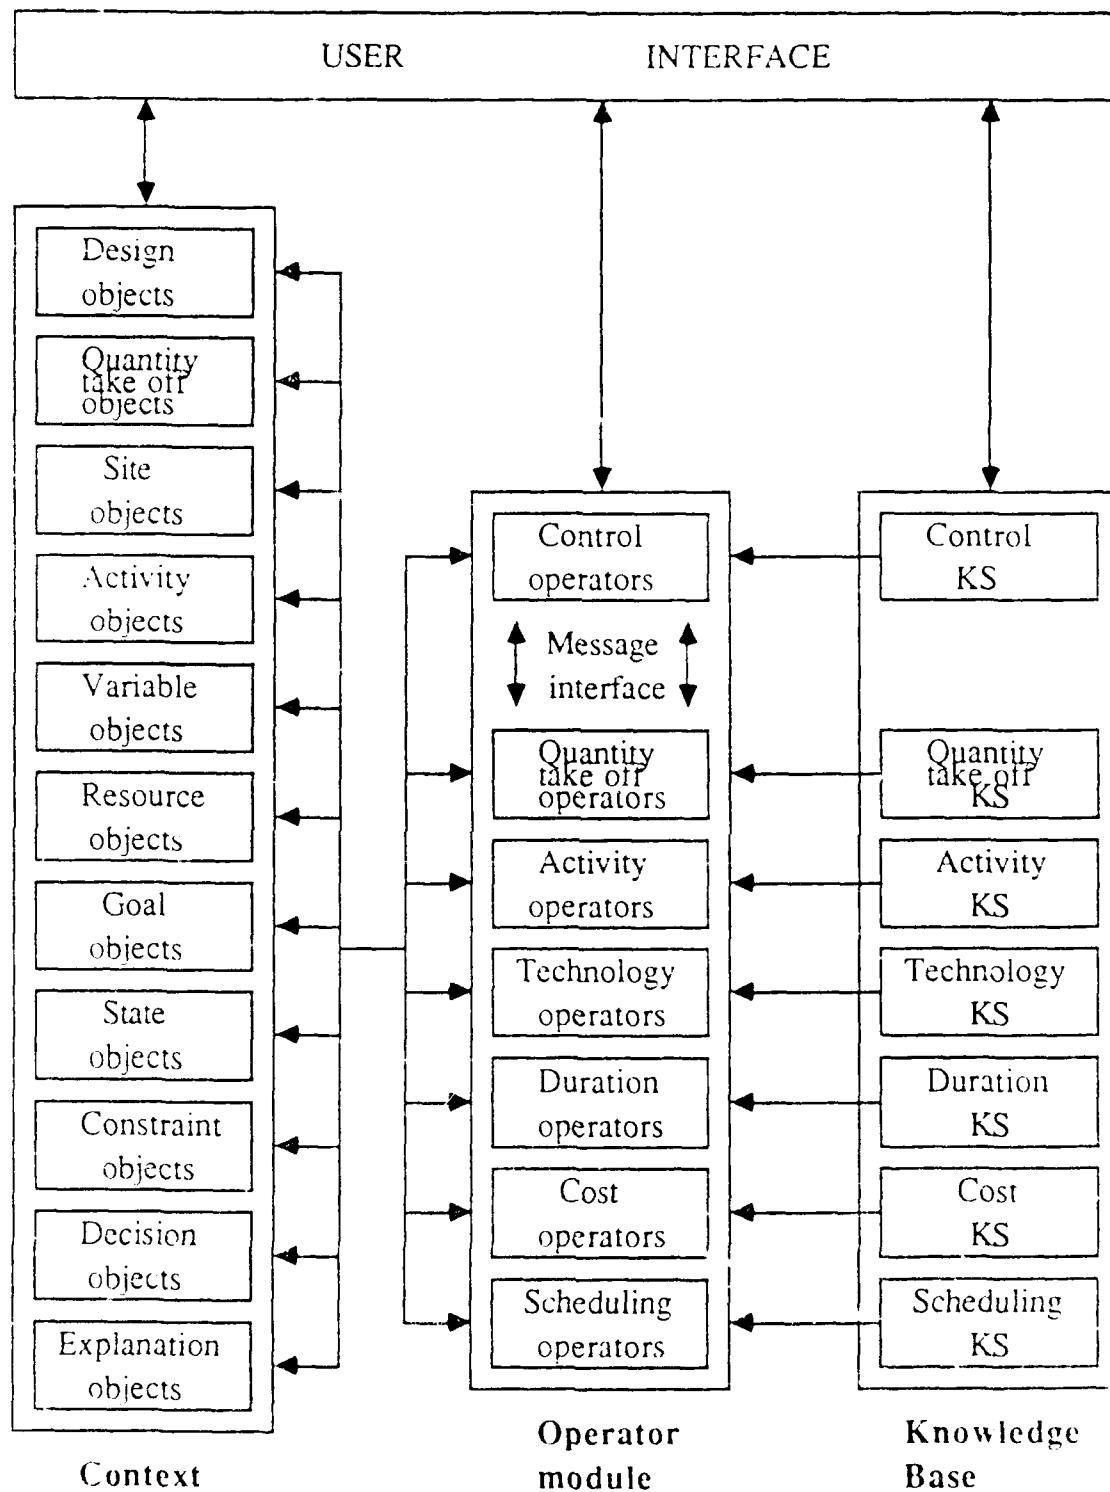 USER INTERFACE
Design
objects
Quantity
take off
objects
Site
objects
Activity
objects
Variable
objects
Resource
objects
Goal
objects
State
objects
Constraint
objects
Decision
objects
Explanation
objects
Context
Control
operators
Message
interface
Quantity
take off
operators
Activity
operators
Technology
operators
Duration
operators
Cost
operators
Scheduling
operators
Operator
module
Control
KS
Quantity
take off
KS
Activity
KS
Technology
KS
Duration
KS
Cost
KS
Scheduling
KS
Knowledge
Base